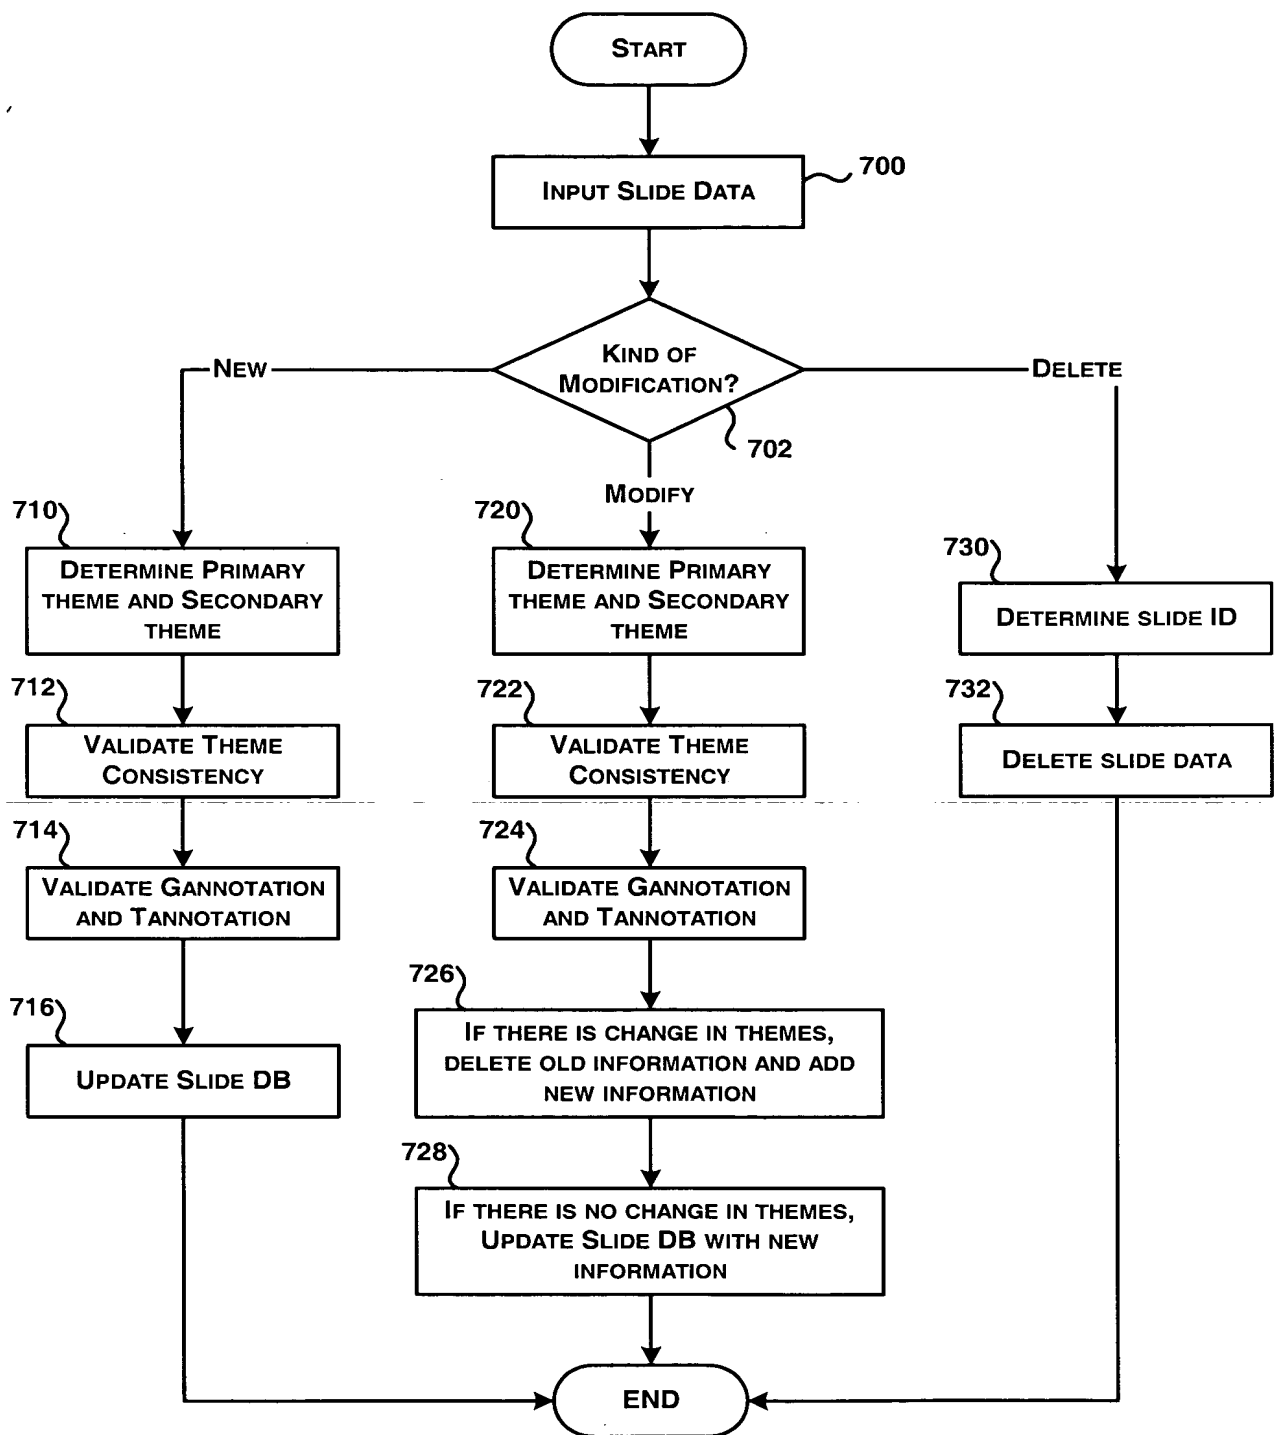 START
INPUT SLIDE DATA
700
KIND OF
MODIFICATION?
702
NEW
MODIFY
DELETE
710
DETERMINE PRIMARY
THEME AND SECONDARY
THEME
712
VALIDATE THEME
CONSISTENCY
714
VALIDATE GANNOTATION
AND TANNOTATION
716
UPDATE SLIDE DB
720
DETERMINE PRIMARY
THEME AND SECONDARY
THEME
722
VALIDATE THEME
CONSISTENCY
724
VALIDATE GANNOTATION
AND TANNOTATION
726
IF THERE IS CHANGE IN THEMES,
DELETE OLD INFORMATION AND ADD
NEW INFORMATION
728
IF THERE IS NO CHANGE IN THEMES,
UPDATE SLIDE DB WITH NEW
INFORMATION
730
DETERMINE SLIDE ID
732
DELETE SLIDE DATA
END